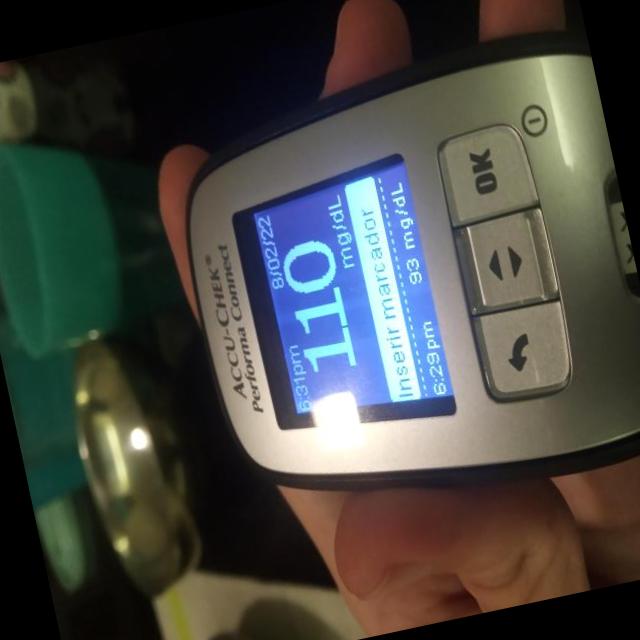 ACCU-CHEK®
Performa Connect
6:31pm 8/02/22
110 mg/dL
Inserir marcador
6:29pm 93 mg/dL
OK